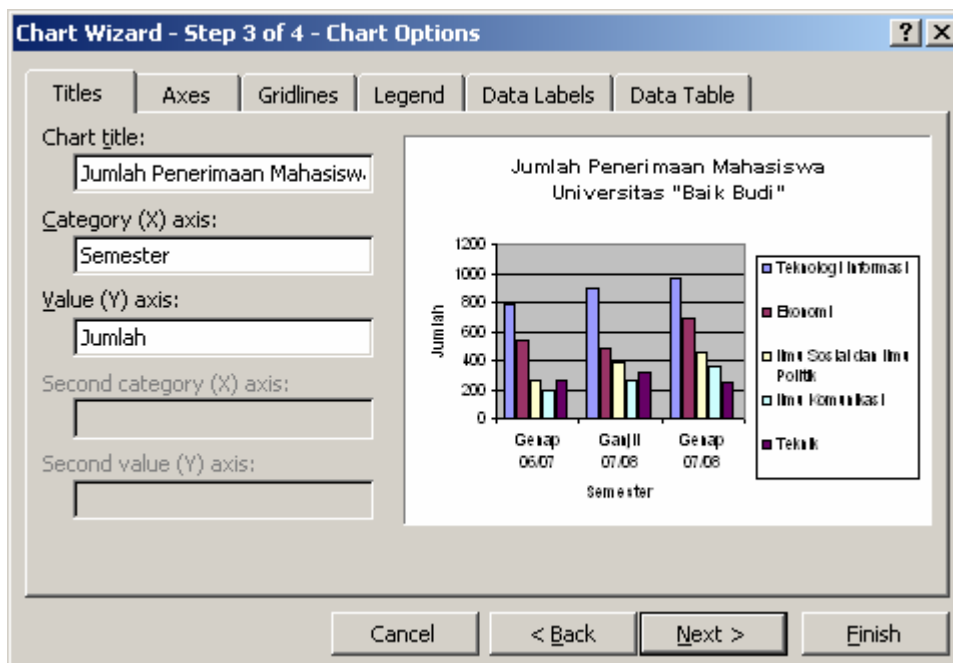 Chart Wizard - Step 3 of 4 - Chart Options
Titles
Axes
Gridlines
Legend
Data Labels
Data Table
Chart title:
Jumlah Penerimaan Mahasisw
Category (X) axis:
Semester
Value (Y) axis:
Jumlah
Second category (X) axis:
Second value (Y) axis:
Jumlah Penerimaan Mahasiswa
Universitas "Baik Budi"
1200
1000
800
600
400
200
0
Jumlah
Genap
06/07
Ganjil
07/08
Genap
07/08
Semester
Teknologi Informasi
Ekonomi
Ilmu Sosial dan Ilmu
Politik
Ilmu Komunikasi
Teknik
Cancel
< Back
Next >
Finish